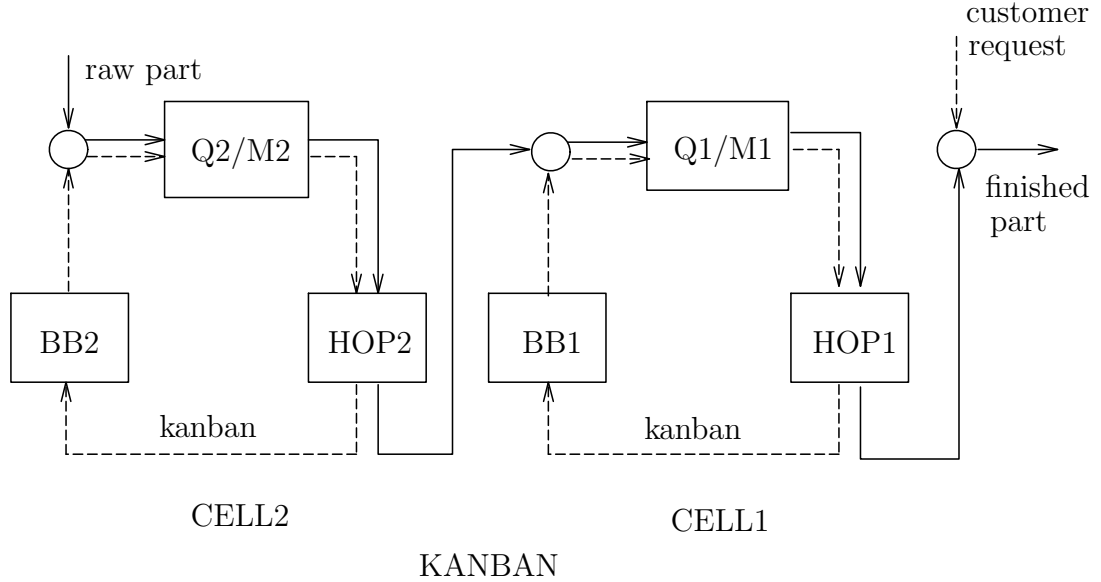 customer
request
raw part
Q2/M2
Q1/M1
finished
part
BB2
HOP2
BB1
HOP1
kanban
kanban
CELL2
CELL1
KANBAN